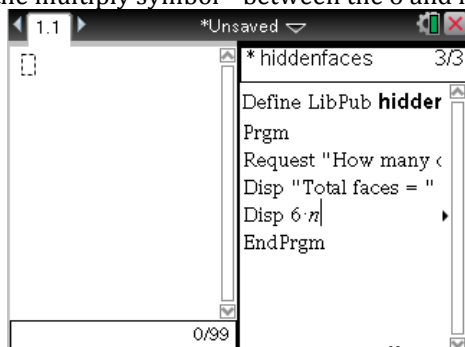 the multiply symbol between the 6 and
1.1 *Unsaved
* hiddenfaces 3/3
Define LibPub hidden
Prgm
Request "How many
Disp "Total faces = "
Disp 6·n
EndPrgm
0/99